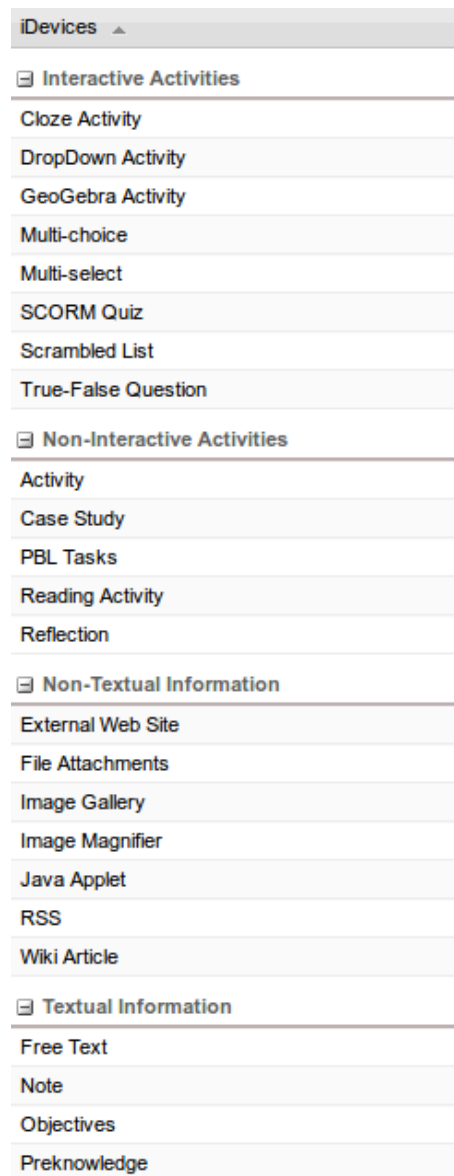 iDevices
Interactive Activities
Cloze Activity
DropDown Activity
GeoGebra Activity
Multi-choice
Multi-select
SCORM Quiz
Scrambled List
True-False Question
Non-Interactive Activities
Activity
Case Study
PBL Tasks
Reading Activity
Reflection
Non-Textual Information
External Web Site
File Attachments
Image Gallery
Image Magnifier
Java Applet
RSS
Wiki Article
Textual Information
Free Text
Note
Objectives
Preknowledge